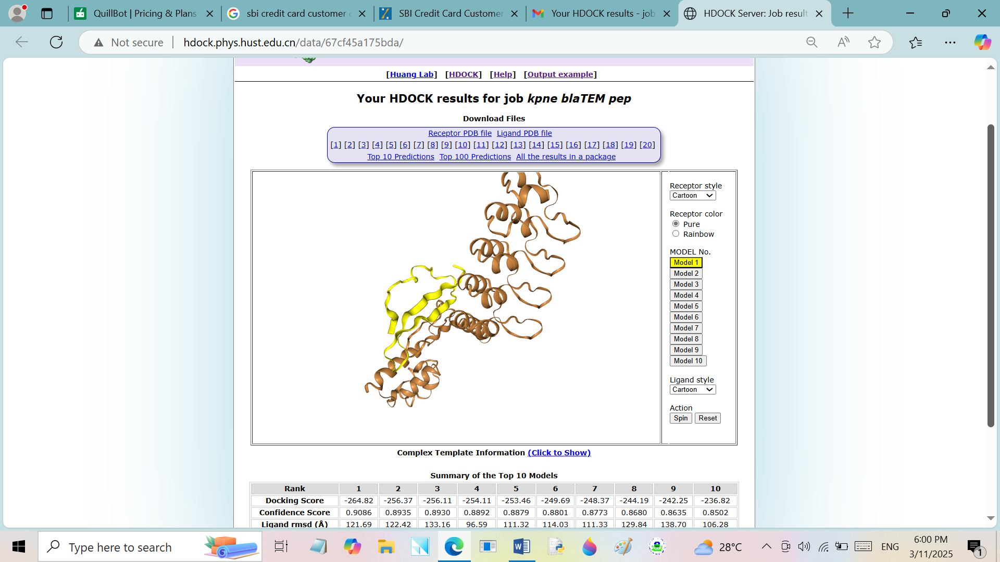 QuillBot | Pricing & Plans
sbi credit card customer
SBI Credit Card Customer
Your HDOCK results - job
HDOCK Server: Job result
Not secure
hdock.phys.hust.edu.cn/data/67cf45a175bda/
[Huang Lab] [HDOCK] [Help] [Output example]
Your HDOCK results for job kpne blaTEM pep
Download Files
Receptor PDB file Ligand PDB file
[1] [2] [3] [4] [5] [6] [7] [8] [9] [10] [11] [12] [13] [14] [15] [16] [17] [18] [19] [20]
Top 10 Predictions Top 100 Predictions All the results in a package
Receptor style
Cartoon
Receptor color
Pure
Rainbow
MODEL No.
Model 1
Model 2
Model 3
Model 4
Model 5
Model 6
Model 7
Model 8
Model 9
Model 10
Ligand style
Cartoon
Action
Spin Reset
Complex Template Information (Click to Show)
Summary of the Top 10 Models
Rank 1 2 3 4 5 6 7 8 9 10
Docking Score -264.82 -256.37 -256.11 -254.11 -253.46 -249.69 -248.37 -244.19 -242.25 -236.82
Confidence Score 0.9086 0.8935 0.8930 0.8892 0.8879 0.8801 0.8773 0.8680 0.8635 0.8502
Ligand rmsd (Å) 121.69 122.42 133.16 96.59 111.32 114.03 111.33 129.84 138.70 106.28
Type here to search
28°C
ENG
6:00 PM
3/11/2025
1